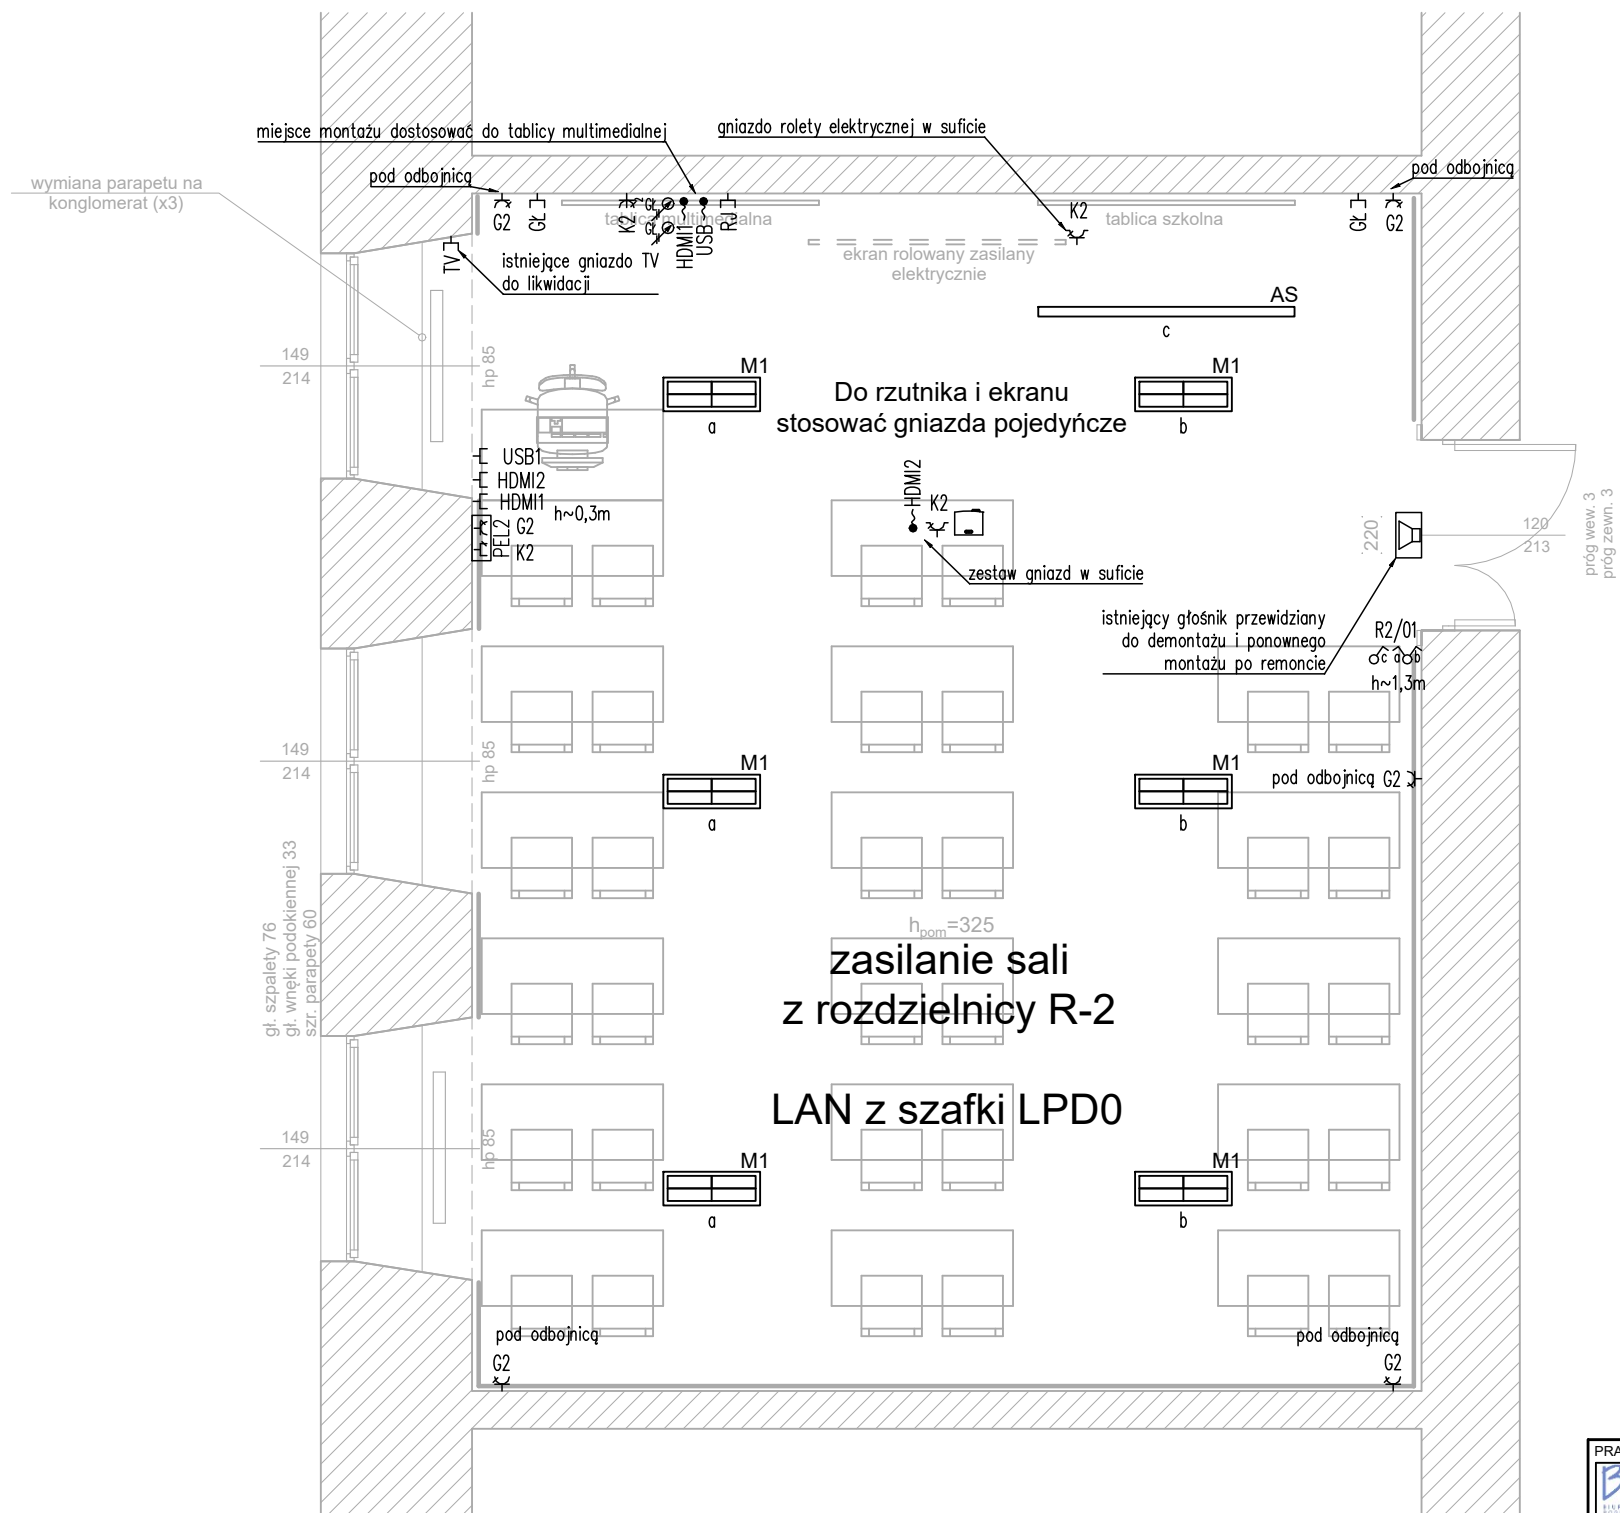 miejsce montażu dostosować do tablicy multimedialnej
gniazdo rolety elektrycznej w suficie
wymiana parapetu na
konglomerat (x3)
pod odbojnicą
pod odbojnicą
G2
GŁ
K2
2
GŁ
GŁ
HDMI1
USB
RJ
tablica multimedialna
K2
tablica szkolna
GŁ
G2
TV
istniejące gniazdo TV
do likwidacji
ekran rolowany zasilany
elektrycznie
AS
c
149
214
hp 85
M1
a
Do rzutnika i ekranu
stosować gniazda pojedyńcze
M1
b
USB1
HDMI2
HDMI1
h~0,3m
PEL2
G2
K2
HDMI2
K2
zestaw gniazd w suficie
220
120
213
próg wew. 3
próg zewn. 3
istniejący głośnik przewidziany
do demontażu i ponownego
montażu po remoncie
R2/01
c a b
h~1,3m
149
214
hp 85
M1
a
M1
b
pod odbojnicą G2
gł. szpalety 76
gł. wnęki podokiennej 33
szr. parapety 60
hpom=325
zasilanie sali
z rozdzielnicy R-2
LAN z szafki LPD0
149
214
hp 85
M1
a
M1
b
pod odbojnicą
G2
pod odbojnicą
G2
PRA